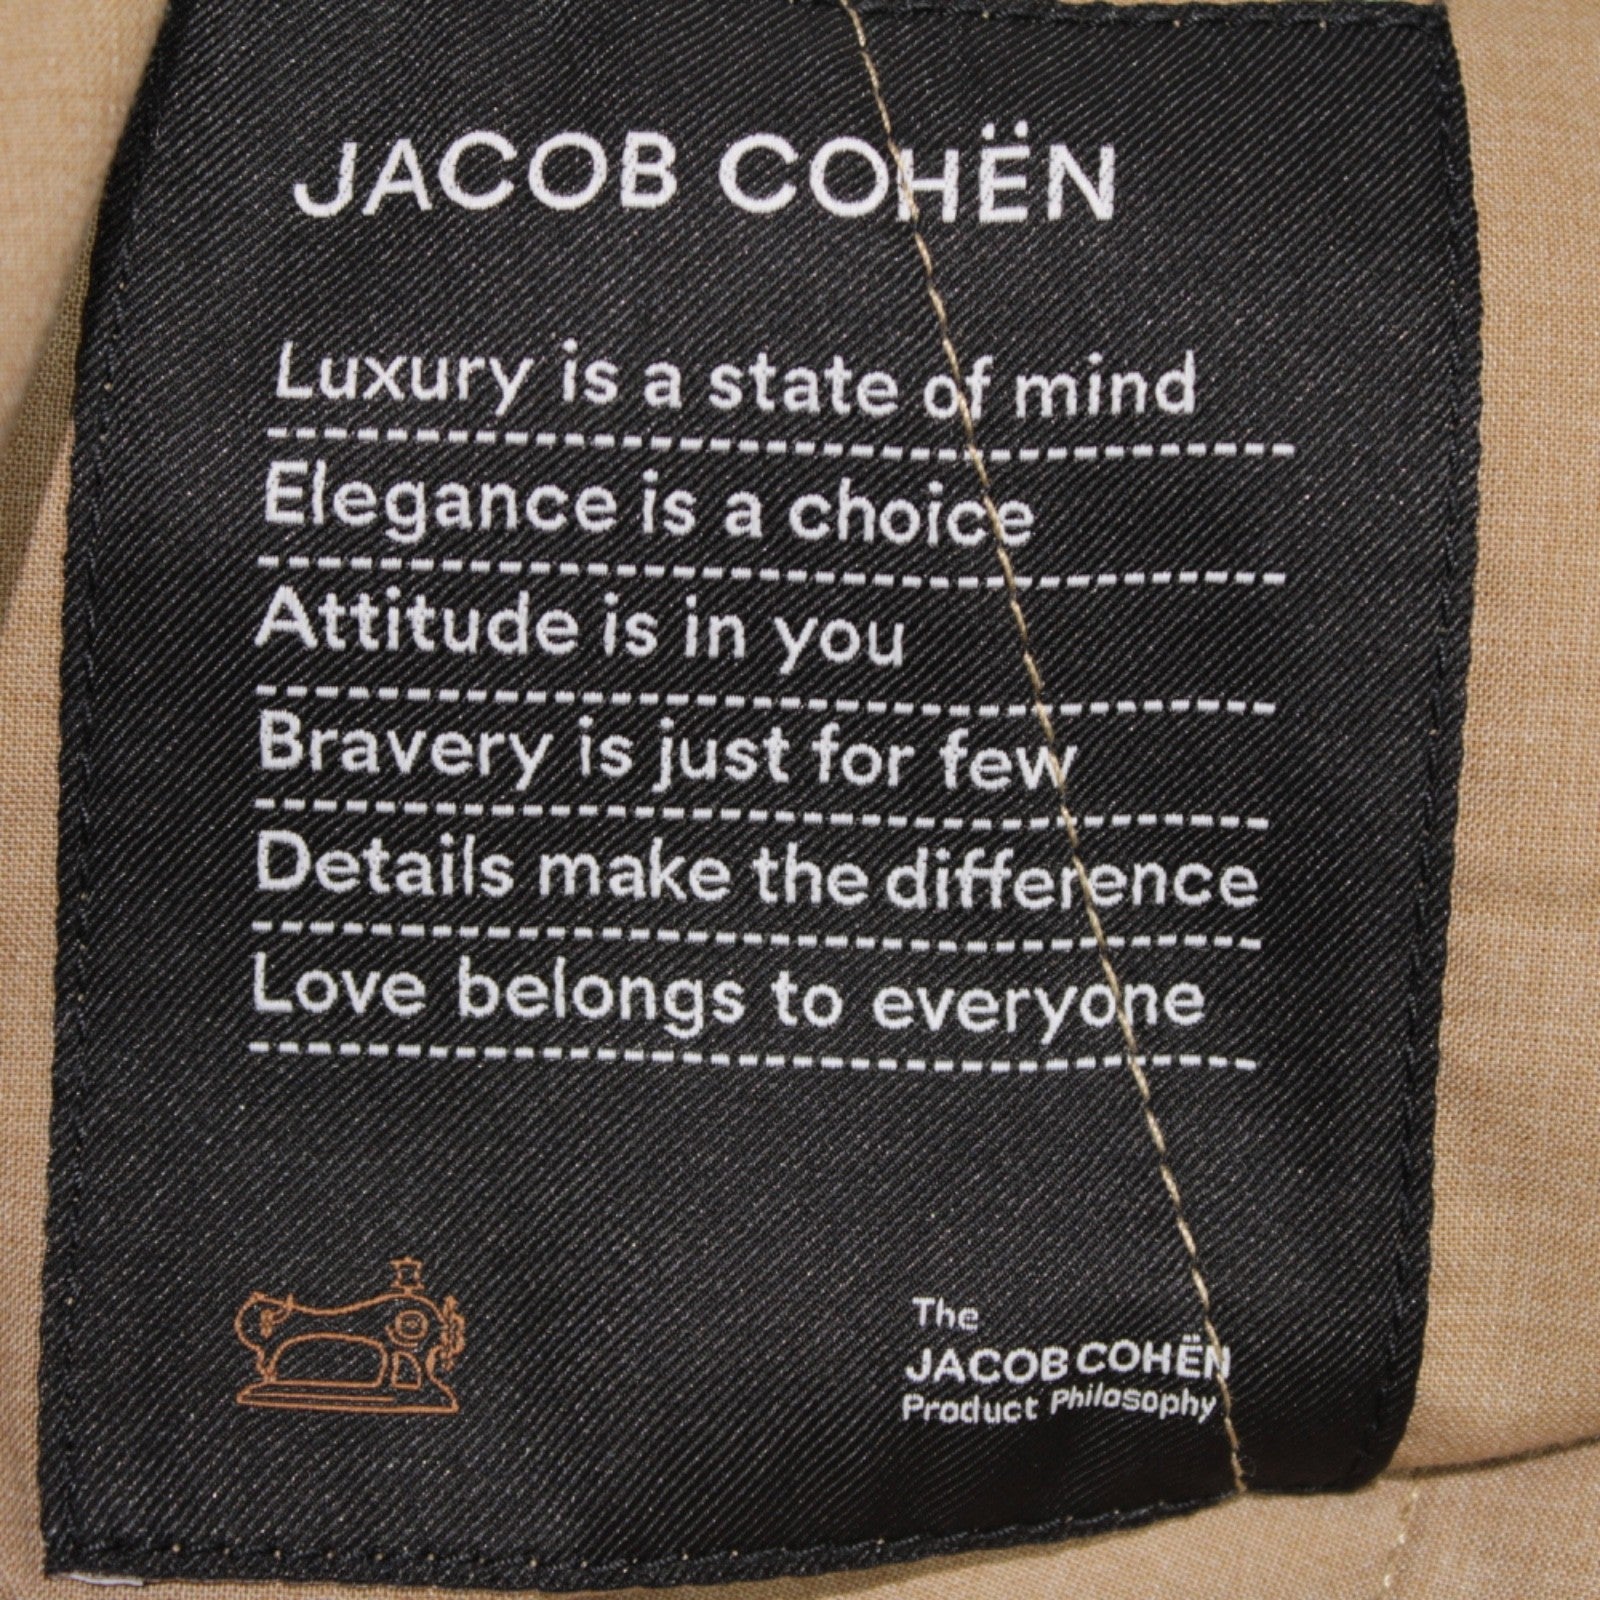 JACOB COHËN
Luxury is a state of mind
Elegance is a choice
Attitude is in you
Bravery is just for few
Details make the difference
Love belongs to everyone
The
JACOB COHËN
Product Philosophy